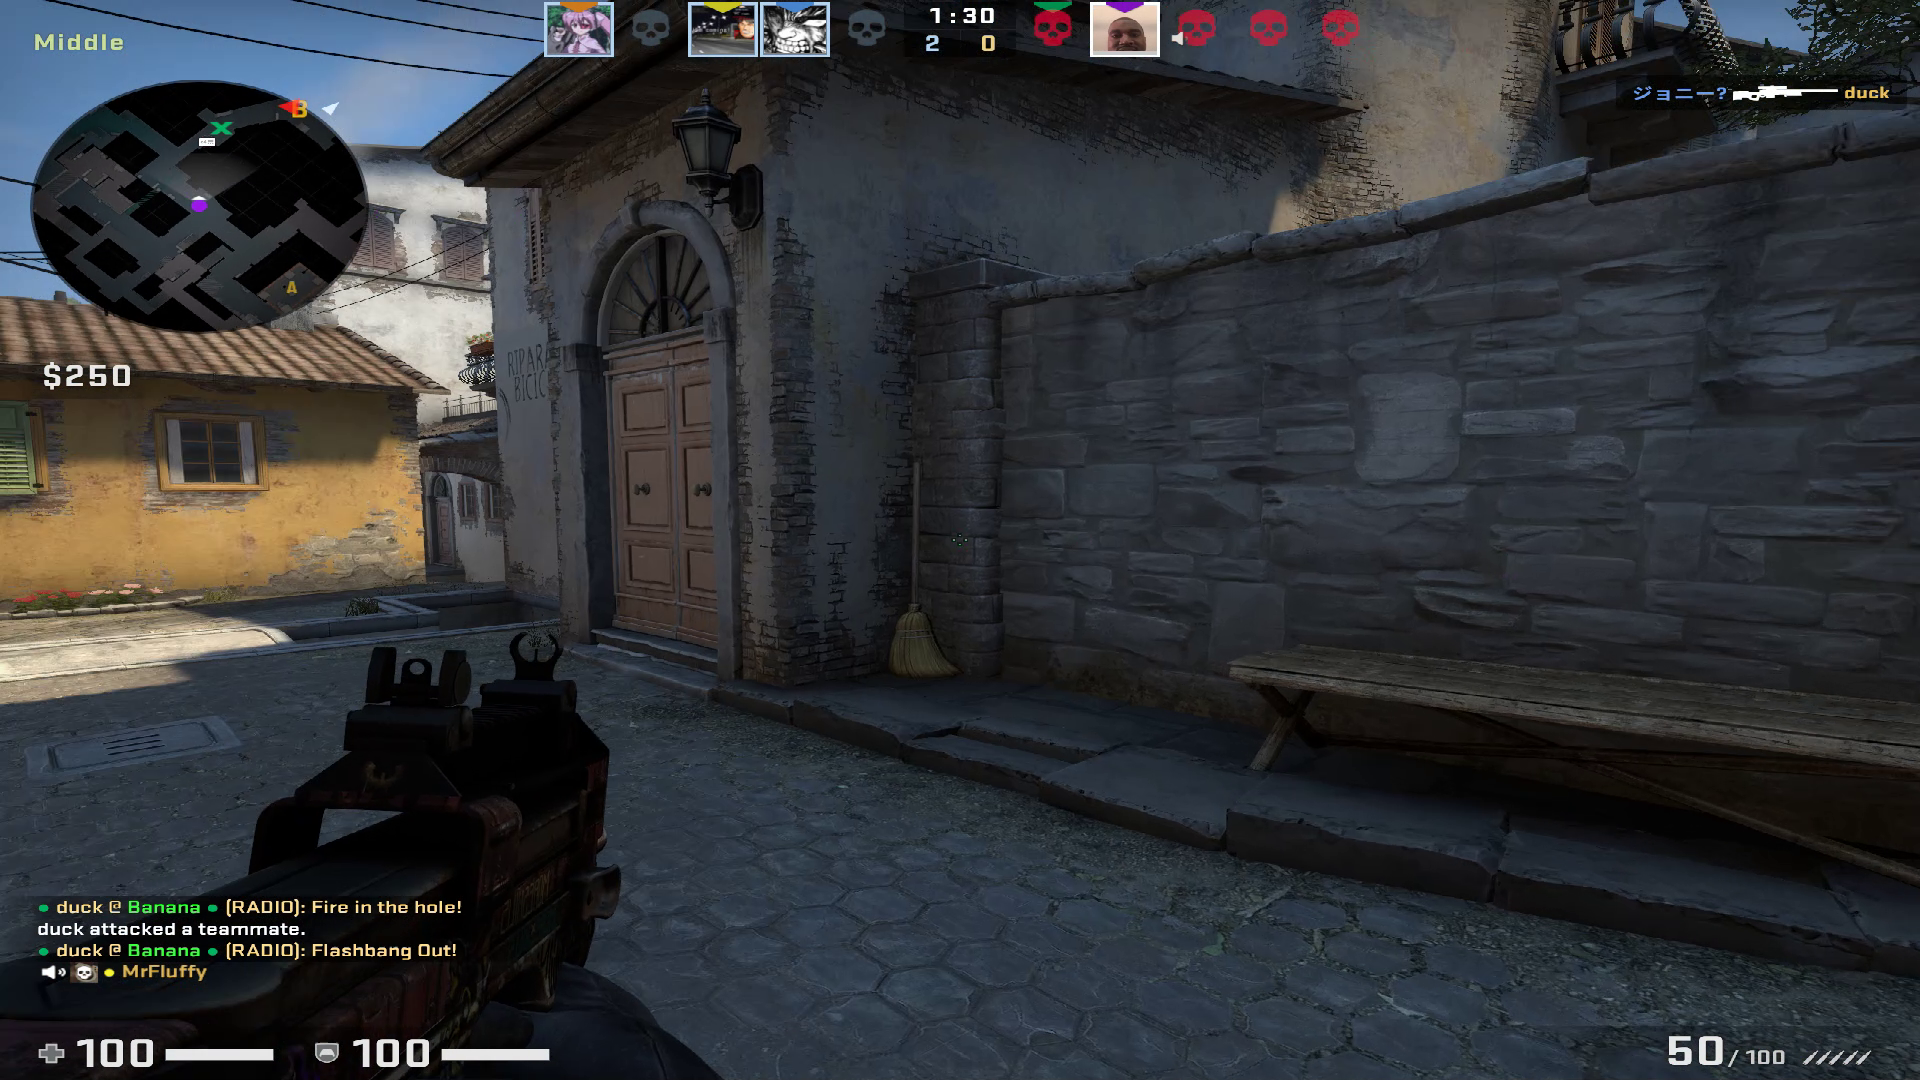 Middle
1:30
2 0
B
A
ジョニー? duck
$250
RIPARA
BICIC
duck @ Banana (RADIO): Fire in the hole!
duck attacked a teammate.
duck @ Banana (RADIO): Flashbang Out!
MrFluffy
100
100
50 / 100